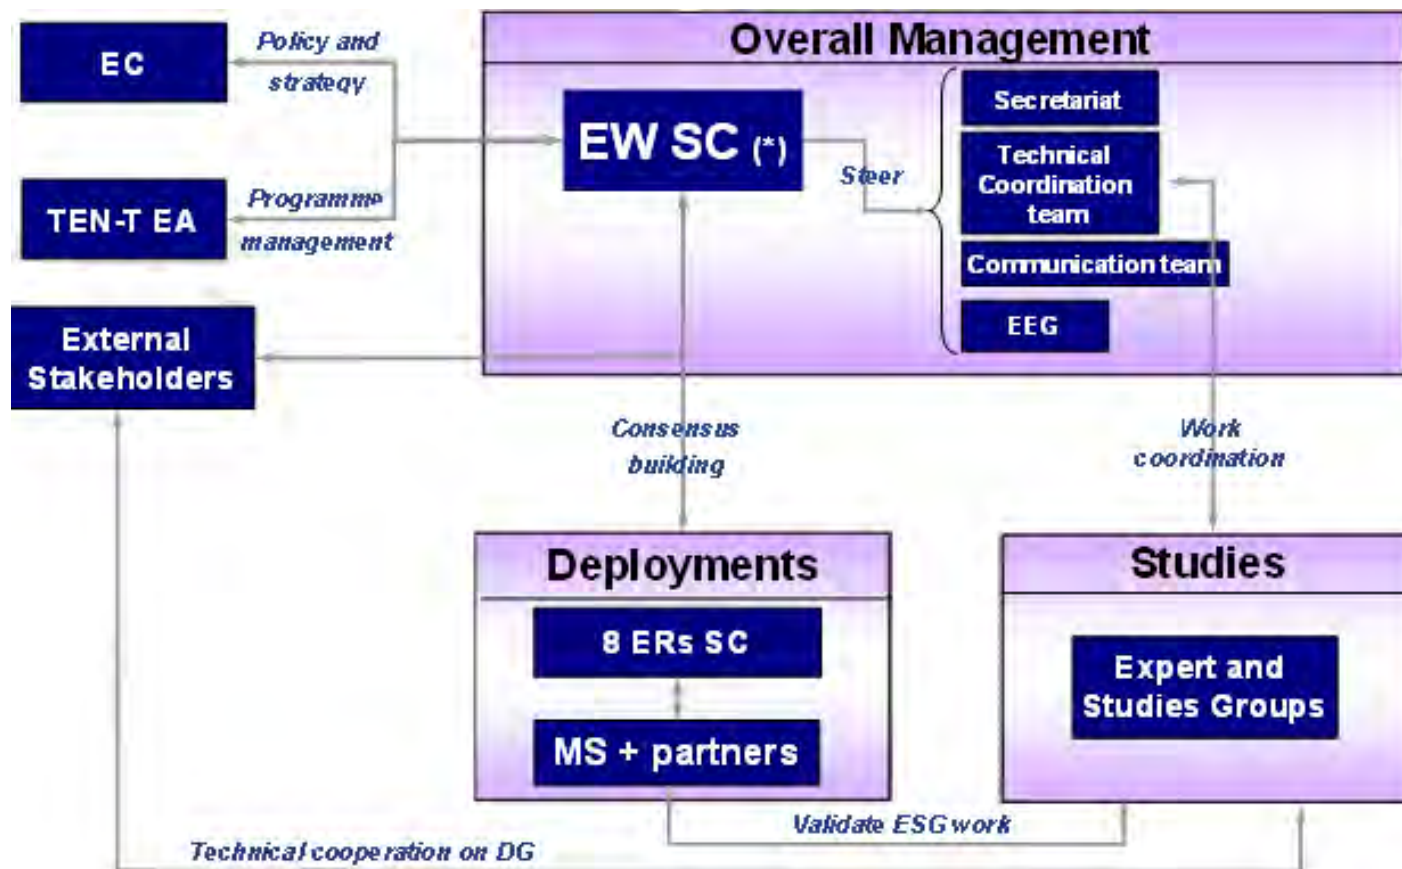 Overall Management
EC
Policy and
strategy
EW SC (*)
Steer
Secretariat
Technical
Coordination
team
Communication team
EEG
TEN-T EA
Programme
management
External
Stakeholders
Consensus
building
Work
coordination
Deployments
8 ERs SC
MS + partners
Studies
Expert and
Studies Groups
Validate ESG work
Technical cooperation on DG